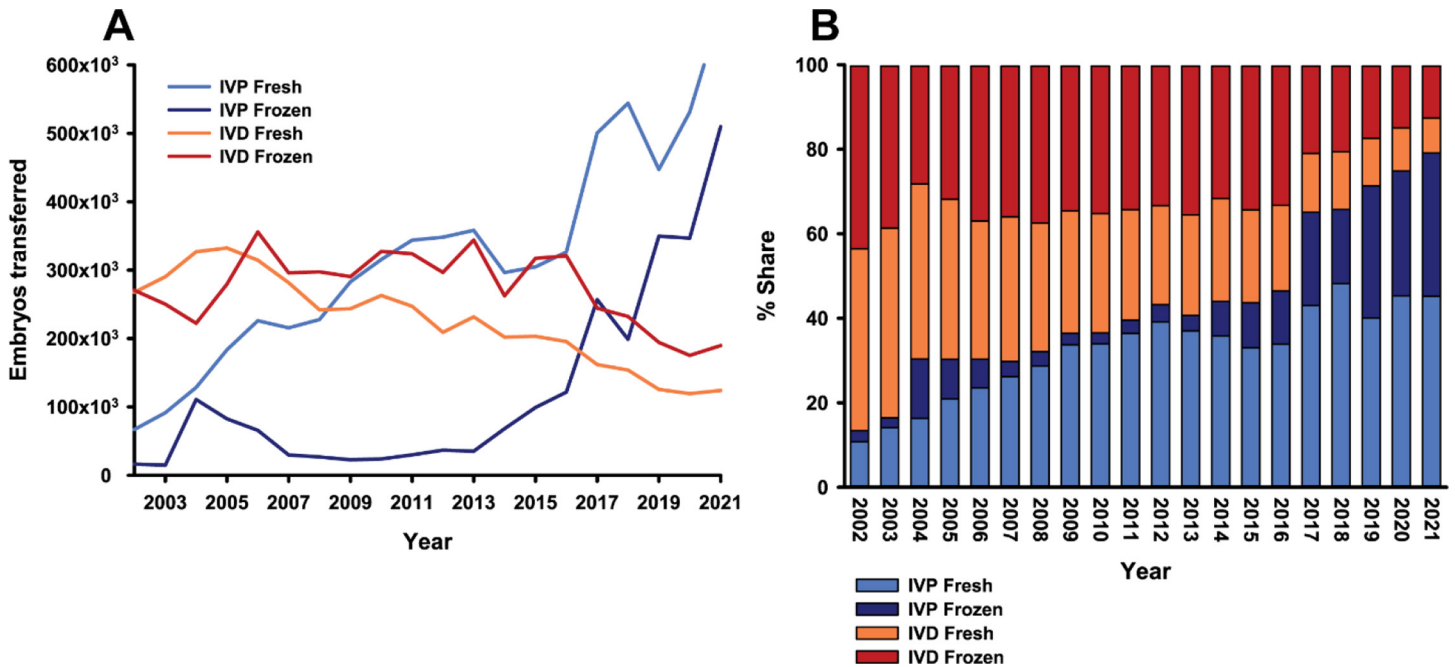 A
600x10³
500x10³
400x10³
300x10³
200x10³
100x10³
0
Embryos transferred
IVP Fresh
IVP Frozen
IVD Fresh
IVD Frozen
2003 2005 2007 2009 2011 2013 2015 2017 2019 2021
Year
B
100
80
60
40
20
0
% Share
2002 2003 2004 2005 2006 2007 2008 2009 2010 2011 2012 2013 2014 2015 2016 2017 2018 2019 2020 2021
Year
IVP Fresh
IVP Frozen
IVD Fresh
IVD Frozen